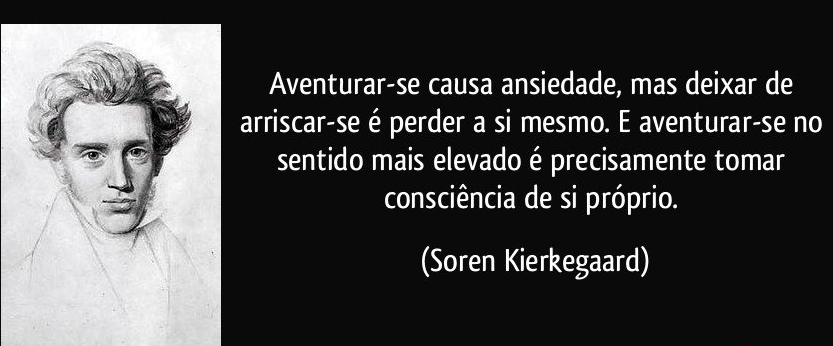 Aventurar-se causa ansiedade, mas deixar de
arriscar-se é perder a si mesmo. E aventurar-se no
sentido mais elevado é precisamente tomar
consciência de si próprio.
(Soren Kierkegaard)